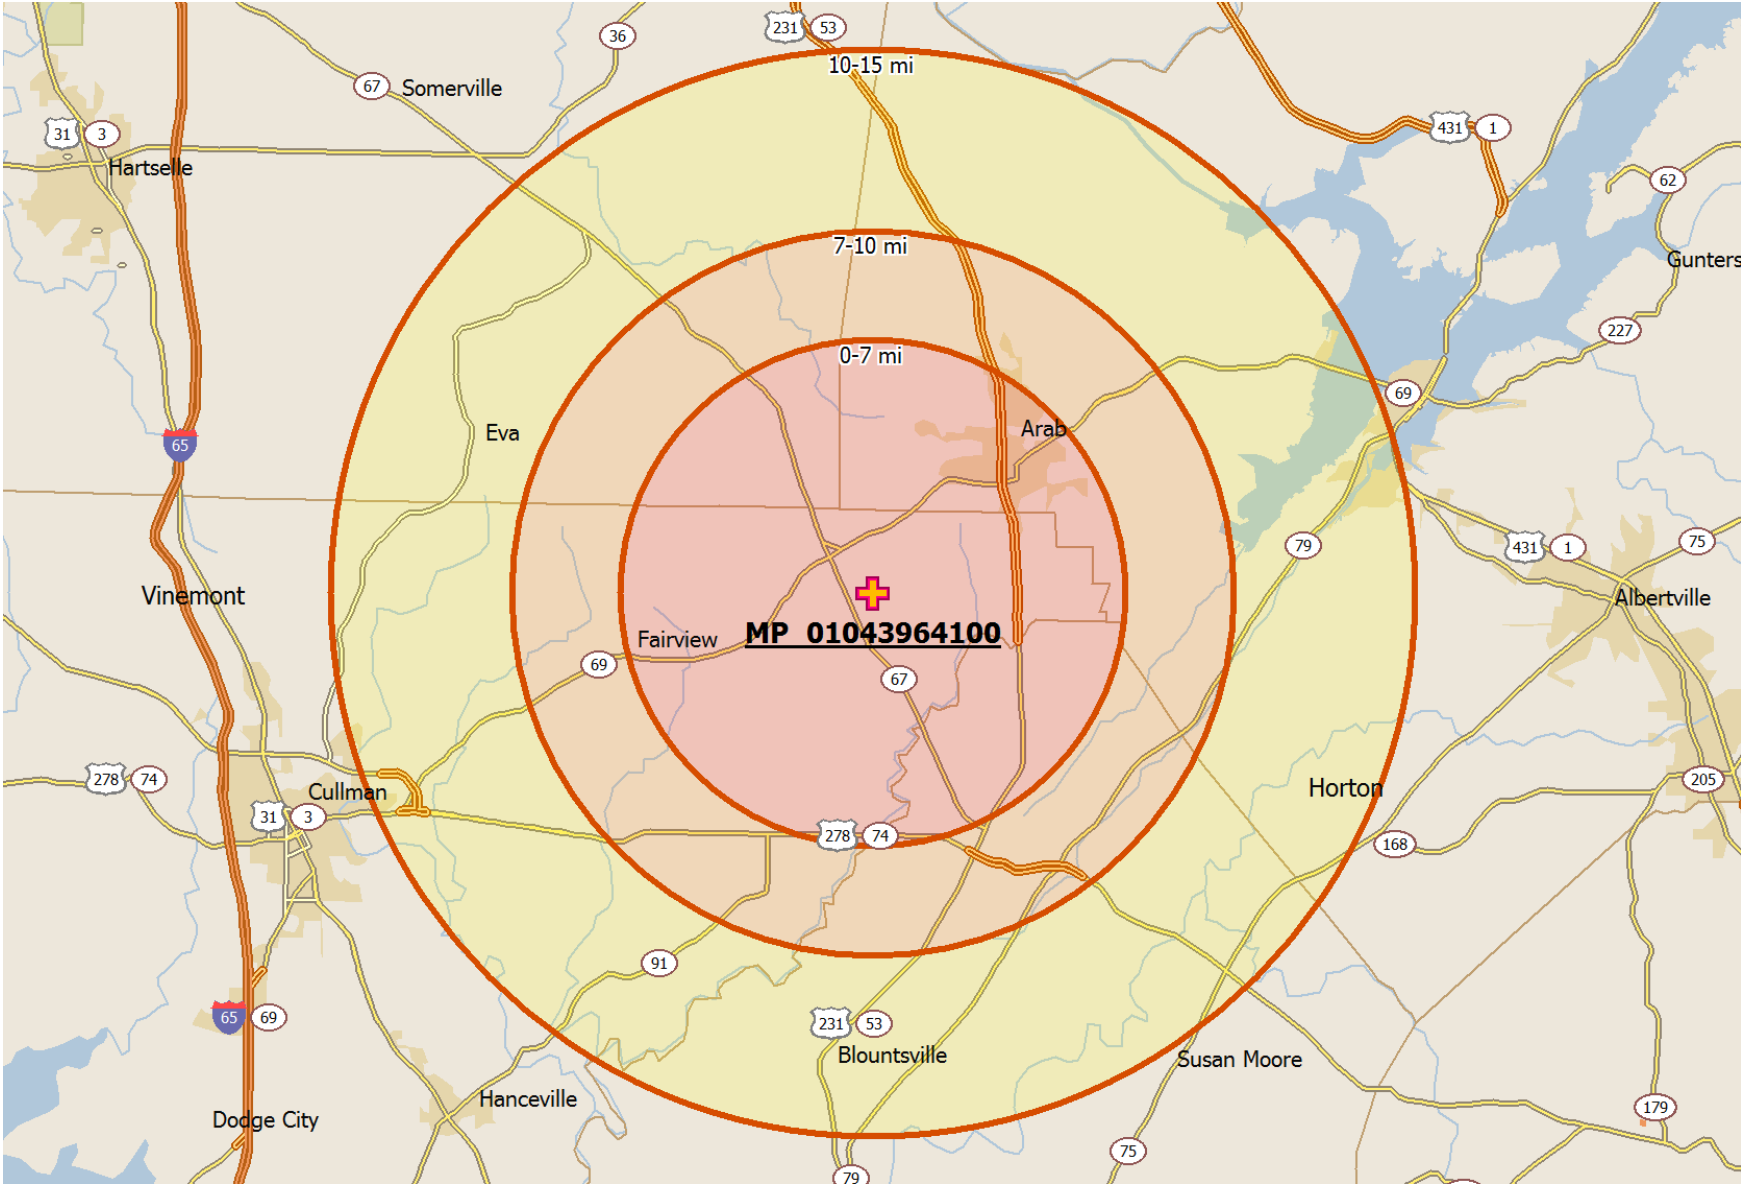 231
53
36
10-15 mi
67
Somerville
31
3
431
1
Hartselle
62
7-10 mi
Gunters
227
0-7 mi
69
Eva
Arab
65
79
431
1
75
Vinemont
Albertville
MP 01043964100
Fairview
69
67
278
74
Cullman
Horton
205
31
3
278
74
168
91
65
69
231
53
Blountsville
Susan Moore
Hanceville
Dodge City
179
75
79